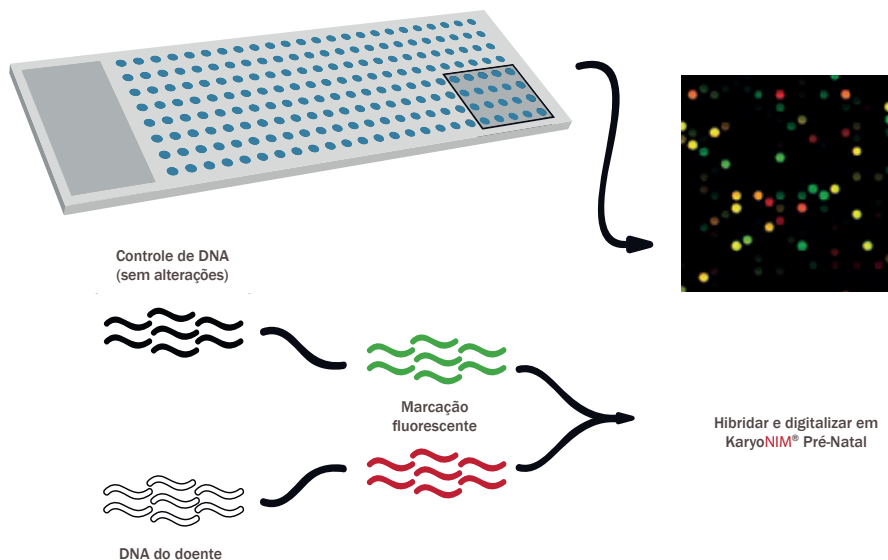 Controle de DNA
(sem alterações)
Marcação
fluorescente
Hibridar e digitalizar em
KaryoNIM® Pré-Natal
DNA do doente